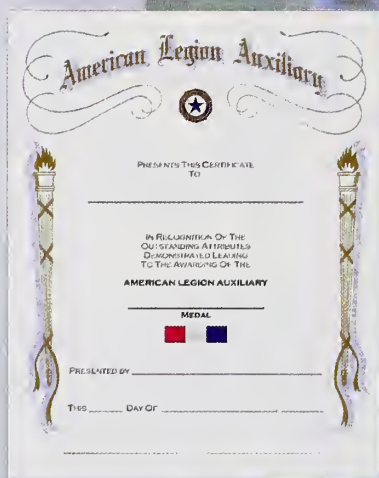 American Legion Auxiliary
PRESENTS THIS CERTIFICATE
TO
IN RECOGNITION OF THE
OUTSTANDING ATTRIBUTES
DEMONSTRATED LEADING
TO THE AWARDING OF THE
AMERICAN LEGION AUXILIARY
MEDAL
PRESENTED BY
THIS DAY OF